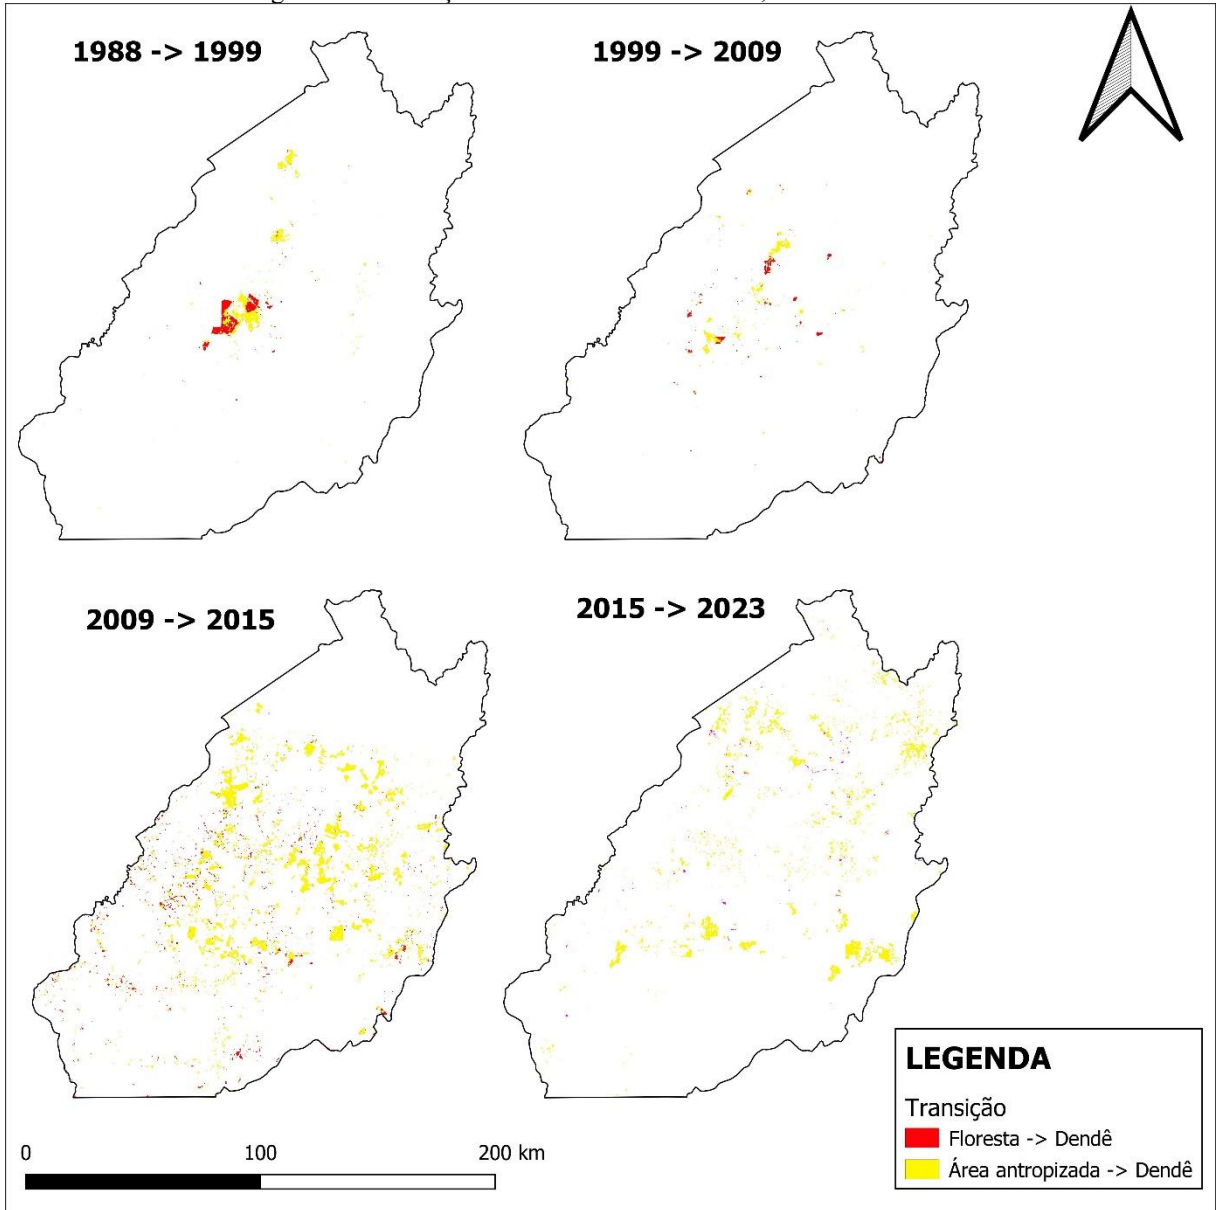 1988 -> 1999
1999 -> 2009
2009 -> 2015
2015 -> 2023
LEGENDA
Transição
Floresta -> Dendê
Área antropizada -> Dendê
0 100 200 km